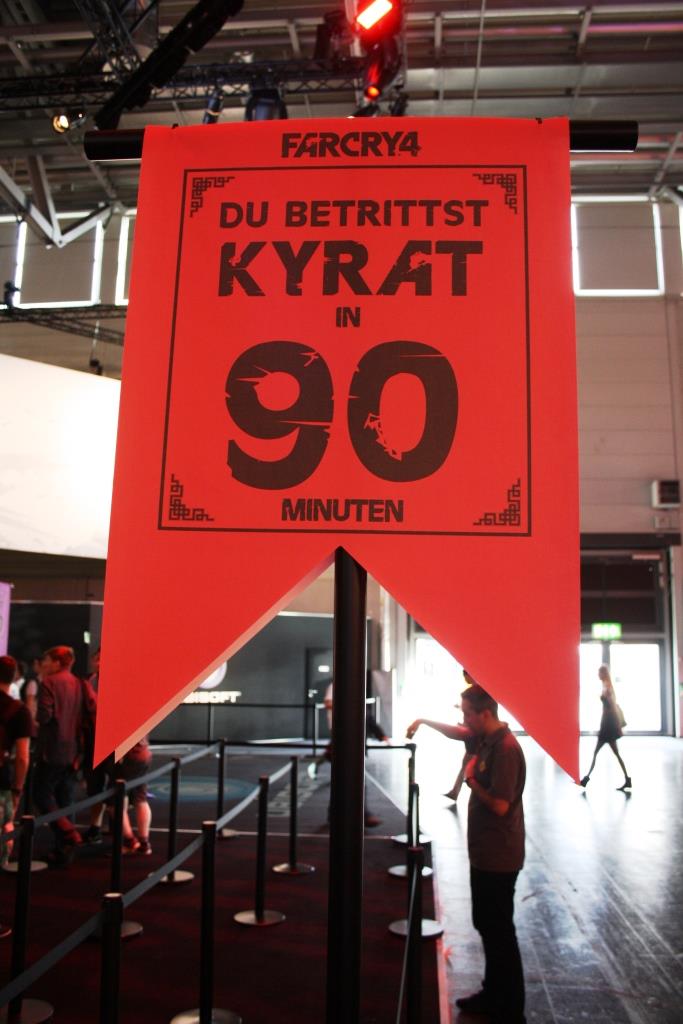 FARCRY4
DU BETRITTST
KYRAT
IN
90
MINUTEN